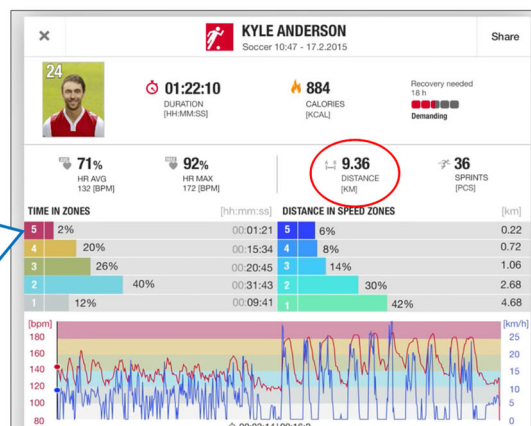 KYLE ANDERSON
Soccer 10:47 - 17.2.2015
Share
24
01:22:10
DURATION
[HH:MM:SS]
884
CALORIES
[KCAL]
Recovery needed
18 h
Demanding
71%
HR AVG
132 [BPM]
92%
HR MAX
172 [BPM]
9.36
DISTANCE
[KM]
36
SPRINTS
[PCS]
TIME IN ZONES [hh:mm:ss] DISTANCE IN SPEED ZONES [km]
5 2% 00:01:21 5 6% 0.22
4 20% 00:15:34 4 8% 0.72
3 26% 00:20:45 3 14% 1.06
2 40% 00:31:43 2 30% 2.68
1 12% 00:09:41 1 42% 4.68
[bpm] [km/h]
180 25
160 20
140 15
120 10
100 5
80 0